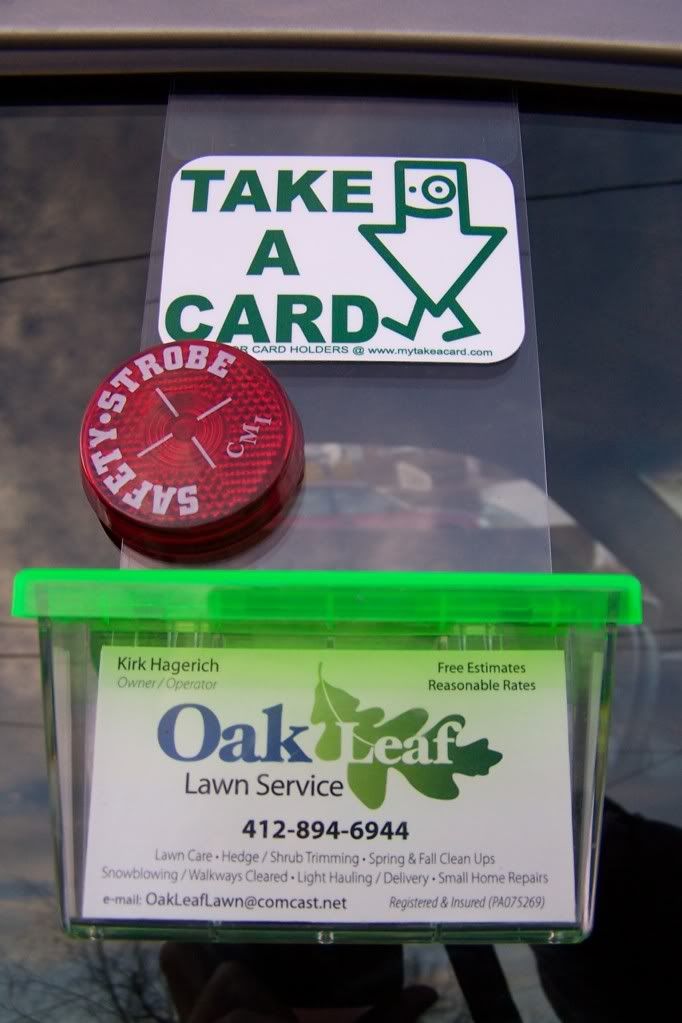 TAKE
A
CARD
R CARD HOLDERS @ www.mytakeacard.com
SAFETY•STROBE
CMI
Kirk Hagerich
Owner / Operator
Free Estimates
Reasonable Rates
Oak Leaf
Lawn Service
412-894-6944
Lawn Care • Hedge / Shrub Trimming • Spring & Fall Clean Ups
Snowblowing / Walkways Cleared • Light Hauling / Delivery • Small Home Repairs
e-mail: OakLeafLawn@comcast.net
Registered & Insured (PA075269)